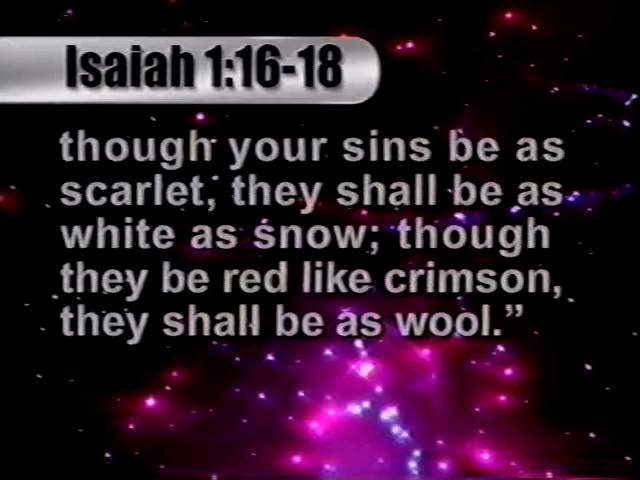 Isaiah 1:16-18
though your sins be as
scarlet, they shall be as
white as snow; though
they be red like crimson,
they shall be as wool.”